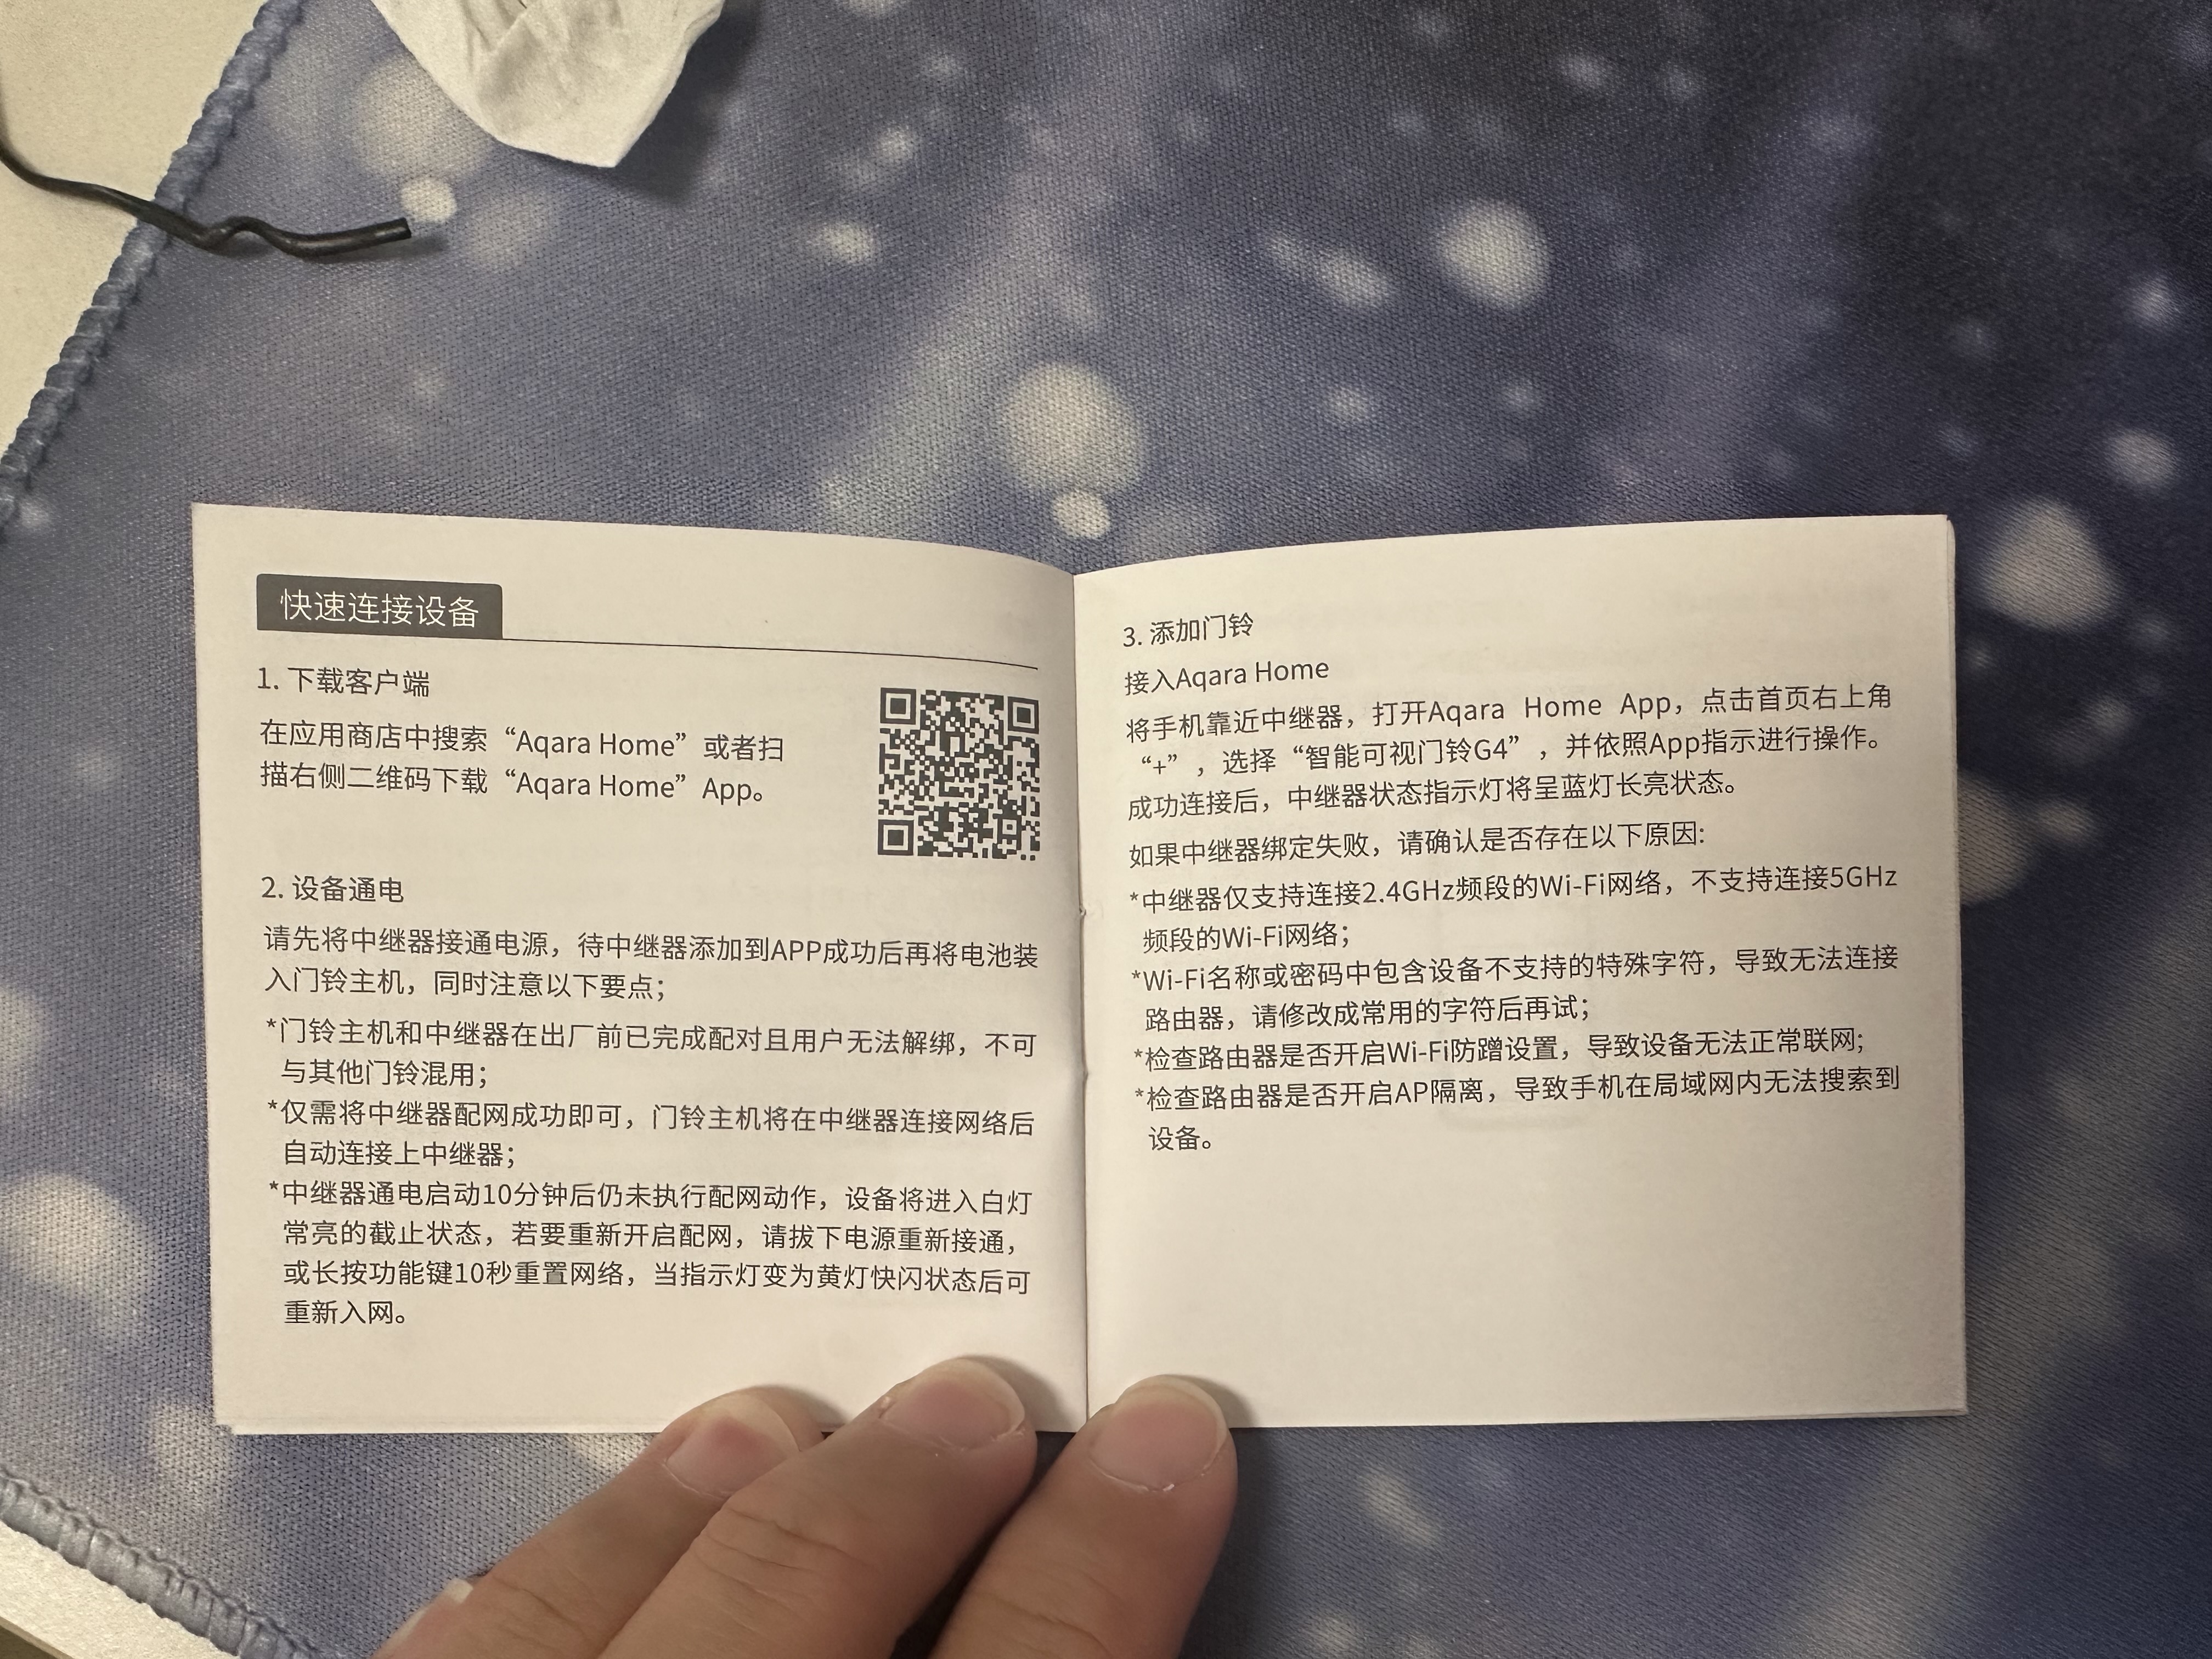 快速连接设备
1. 下载客户端
在应用商店中搜索“Aqara Home”或者扫
描右侧二维码下载“Aqara Home”App。
2. 设备通电
请先将中继器接通电源，待中继器添加到APP成功后再将电池装
入门铃主机，同时注意以下要点；
*门铃主机和中继器在出厂前已完成配对且用户无法解绑，不可
与其他门铃混用；
*仅需将中继器配网成功即可，门铃主机将在中继器连接网络后
自动连接上中继器；
*中继器通电启动10分钟后仍未执行配网动作，设备将进入白灯
常亮的截止状态，若要重新开启配网，请拔下电源重新接通，
或长按功能键10秒重置网络，当指示灯变为黄灯快闪状态后可
重新入网。
3. 添加门铃
接入Aqara Home
将手机靠近中继器，打开Aqara Home App，点击首页右上角
“+”，选择“智能可视门铃G4”，并依照App指示进行操作。
成功连接后，中继器状态指示灯将呈蓝灯长亮状态。
如果中继器绑定失败，请确认是否存在以下原因:
*中继器仅支持连接2.4GHz频段的Wi-Fi网络，不支持连接5GHz
频段的Wi-Fi网络；
*Wi-Fi名称或密码中包含设备不支持的特殊字符，导致无法连接
路由器，请修改成常用的字符后再试；
*检查路由器是否开启Wi-Fi防蹭设置，导致设备无法正常联网;
*检查路由器是否开启AP隔离，导致手机在局域网内无法搜索到
设备。